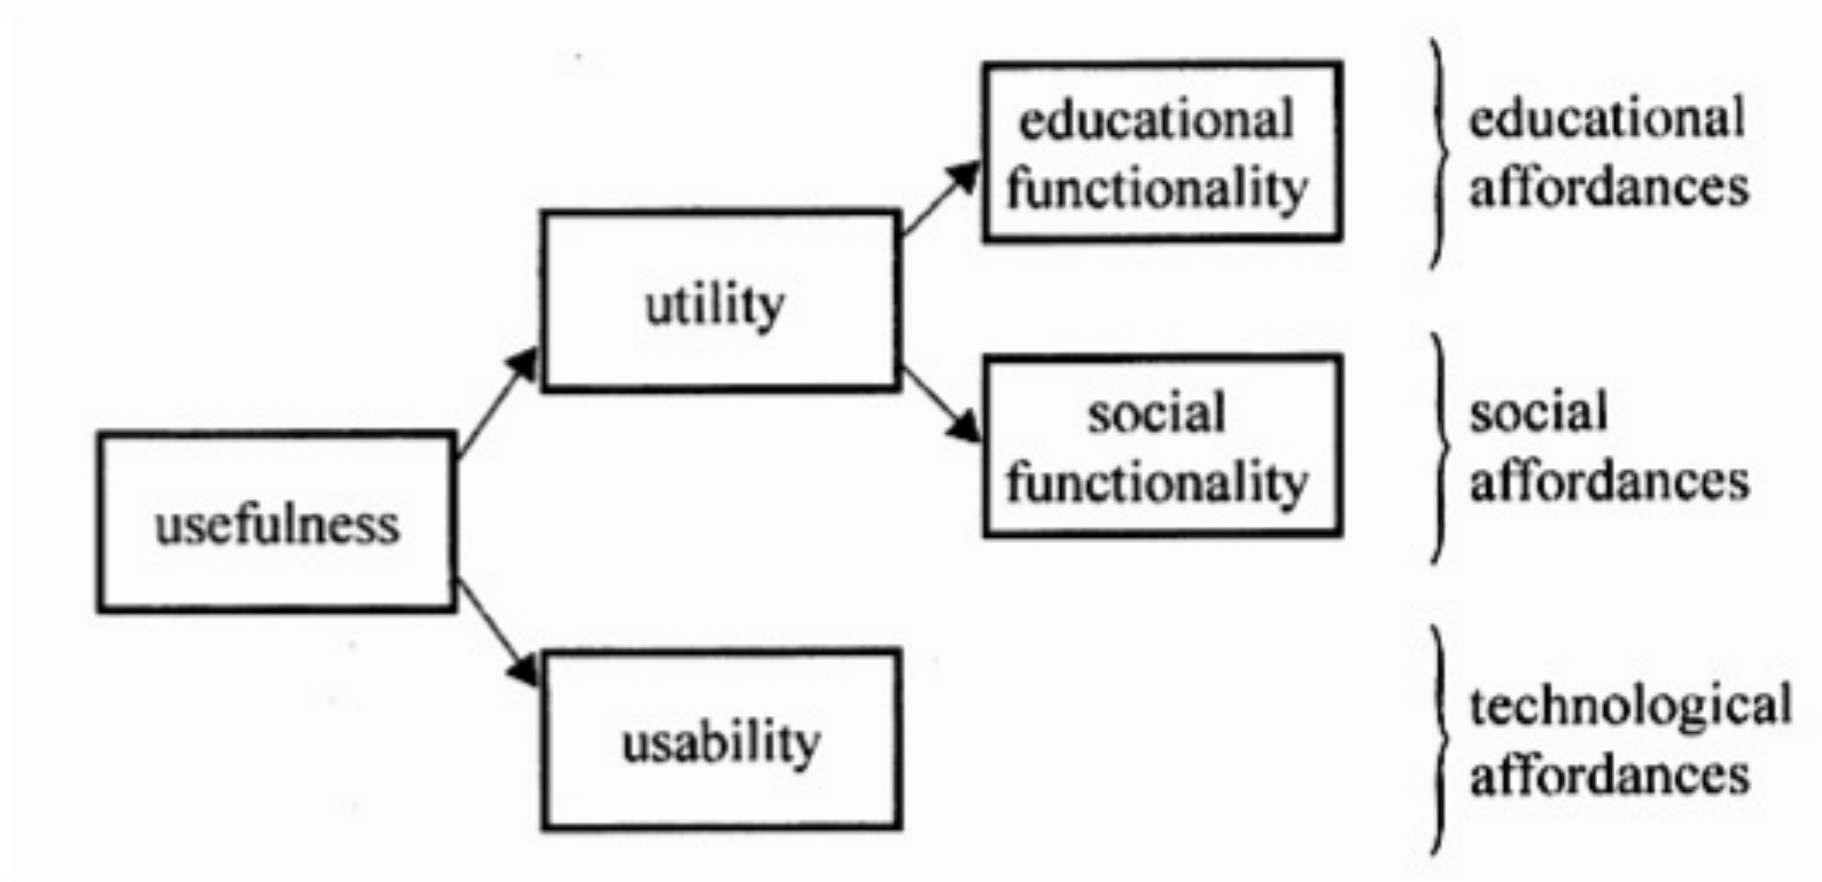 educational
functionality
educational
affordances
utility
social
functionality
social
affordances
usefulness
usability
technological
affordances